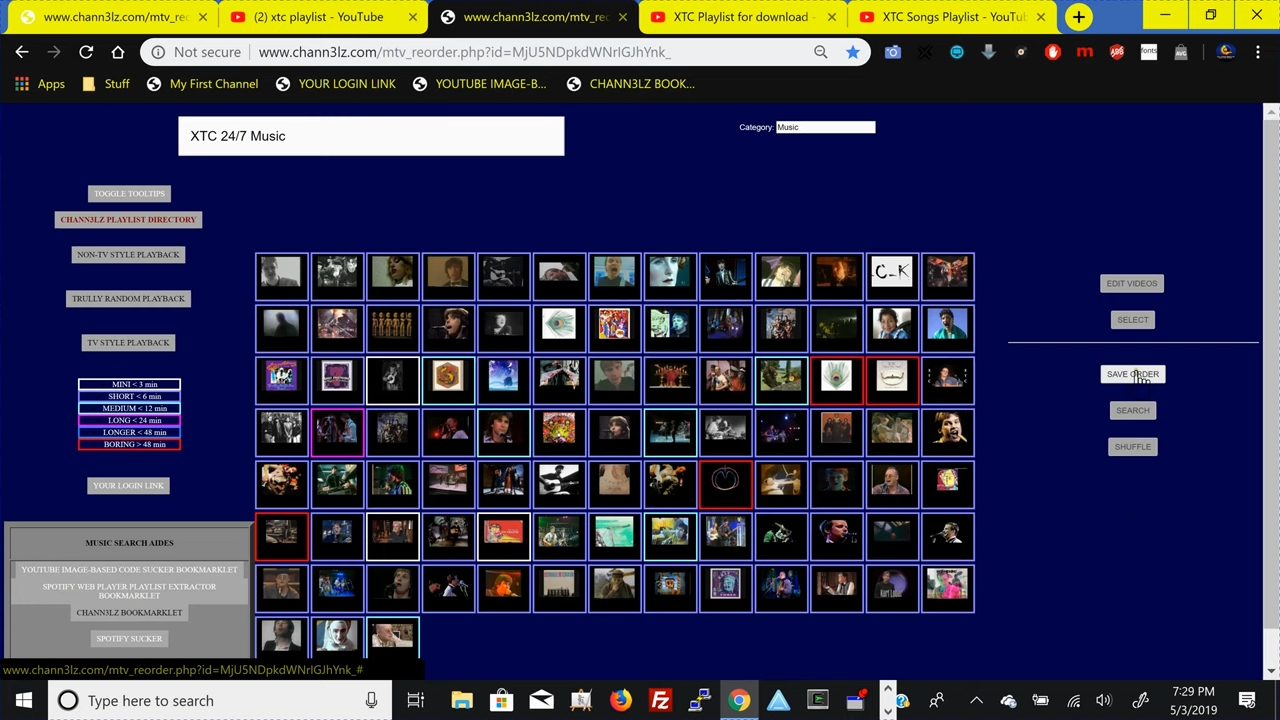 www.chann3lz.com/mtv_rec
(2) xtc playlist - YouTube
www.chann3lz.com/mtv_rec
XTC Playlist for download -
XTC Songs Playlist - YouTu
Not secure
www.chann3lz.com/mtv_reorder.php?id=MjU5NDpkdWNrIGJhYnk_
Apps
Stuff
My First Channel
YOUR LOGIN LINK
YOUTUBE IMAGE-B...
CHANN3LZ BOOK...
XTC 24/7 Music
Category: Music
TOGGLE TOOLTIPS
CHANN3LZ PLAYLIST DIRECTORY
NON-TV STYLE PLAYBACK
TRULLY RANDOM PLAYBACK
TV STYLE PLAYBACK
MINI < 3 min
SHORT < 6 min
MEDIUM < 12 min
LONG < 24 min
LONGER < 48 min
BORING > 48 min
YOUR LOGIN LINK
MUSIC SEARCH AIDES
YOUTUBE IMAGE-BASED CODE SUCKER BOOKMARKLET
SPOTIFY WEB PLAYER PLAYLIST EXTRACTOR
BOOKMARKLET
CHANN3LZ BOOKMARKLET
SPOTIFY SUCKER
C-K
EDIT VIDEOS
SELECT
SAVE ORDER
SEARCH
SHUFFLE
www.chann3lz.com/mtv_reorder.php?id=MjU5NDpkdWNrIGJhYnk_#
Type here to search
7:29 PM
5/3/2019